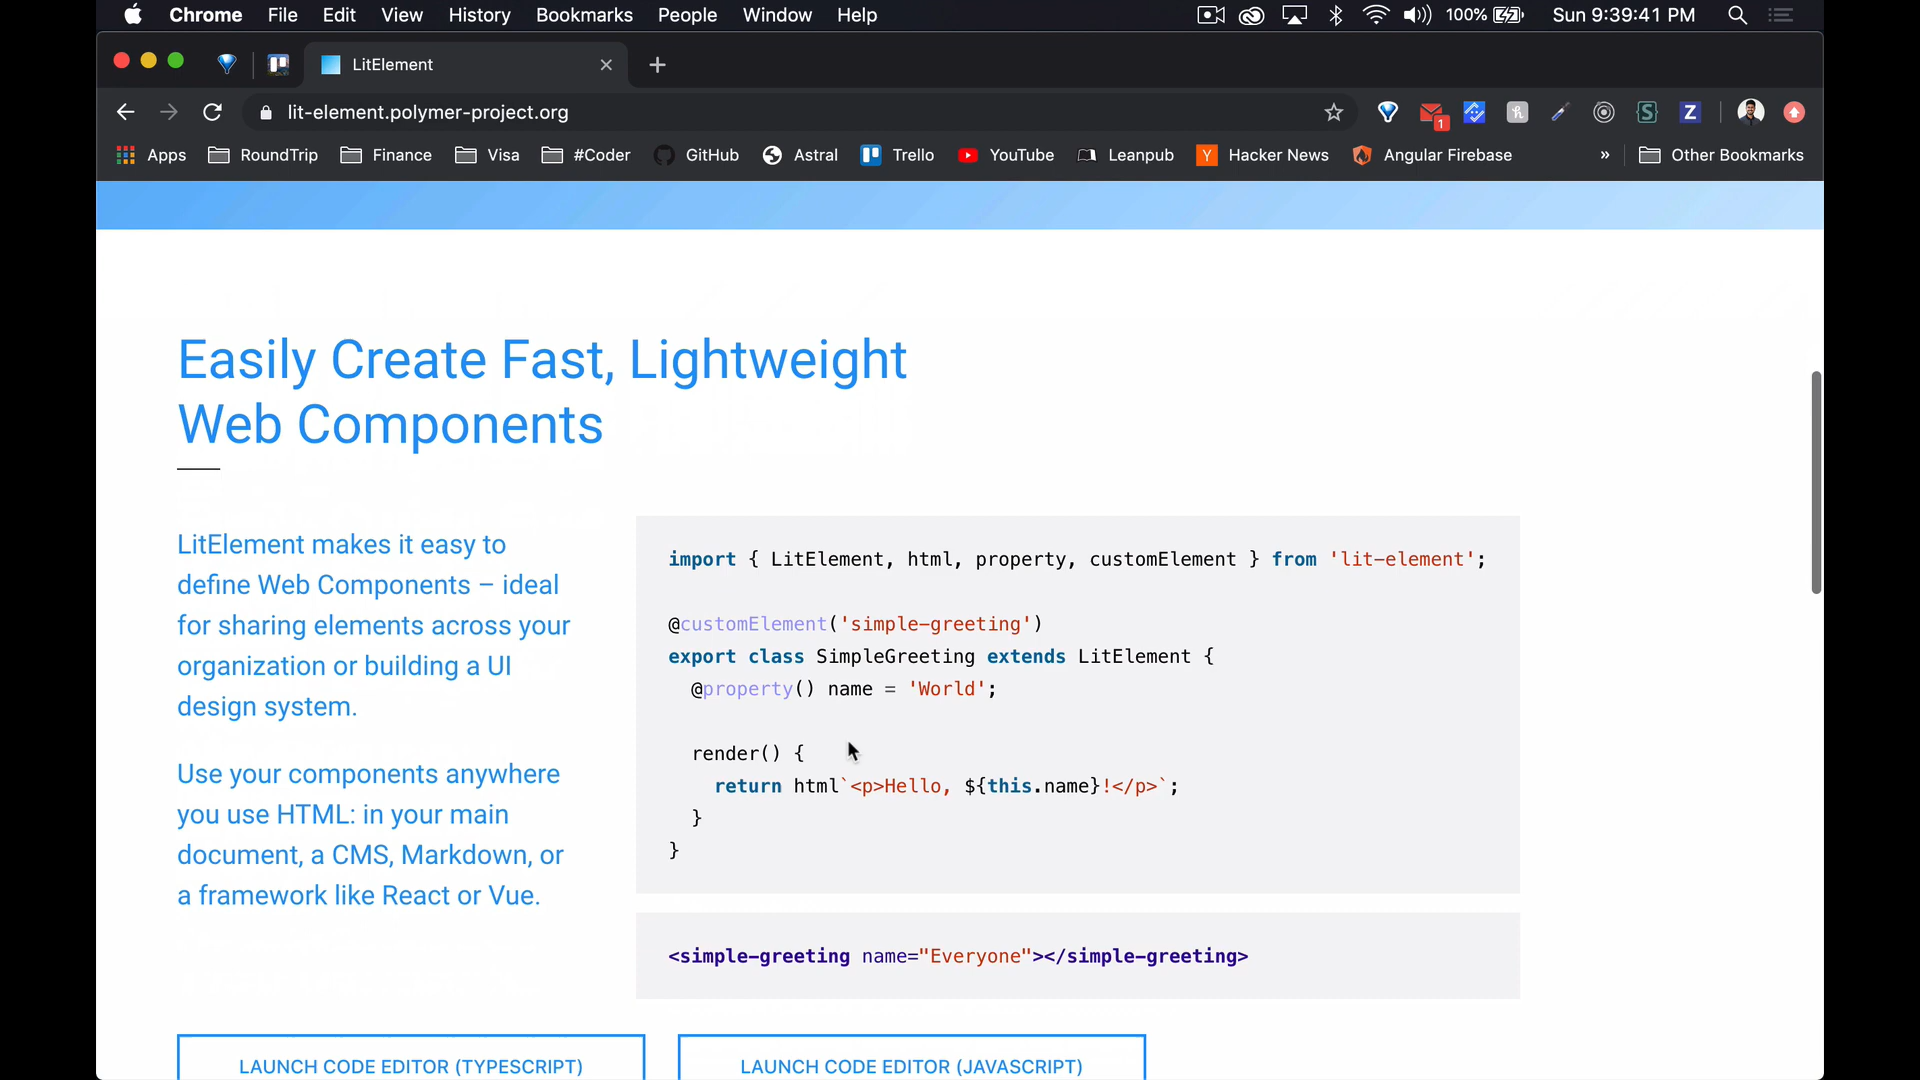 Chrome File Edit View History Bookmarks People Window Help 100% Sun 9:39:41 PM
LitElement
lit-element.polymer-project.org
1
Apps RoundTrip Finance Visa #Coder GitHub Astral Trello YouTube Leanpub Hacker News Angular Firebase » Other Bookmarks
Easily Create Fast, Lightweight
Web Components
LitElement makes it easy to
define Web Components – ideal
for sharing elements across your
organization or building a UI
design system.
Use your components anywhere
you use HTML: in your main
document, a CMS, Markdown, or
a framework like React or Vue.
import { LitElement, html, property, customElement } from 'lit-element';
@customElement('simple-greeting')
export class SimpleGreeting extends LitElement {
@property() name = 'World';
render() {
return html`<p>Hello, ${this.name}!</p>`;
}
}
<simple-greeting name="Everyone"></simple-greeting>
LAUNCH CODE EDITOR (TYPESCRIPT) LAUNCH CODE EDITOR (JAVASCRIPT)